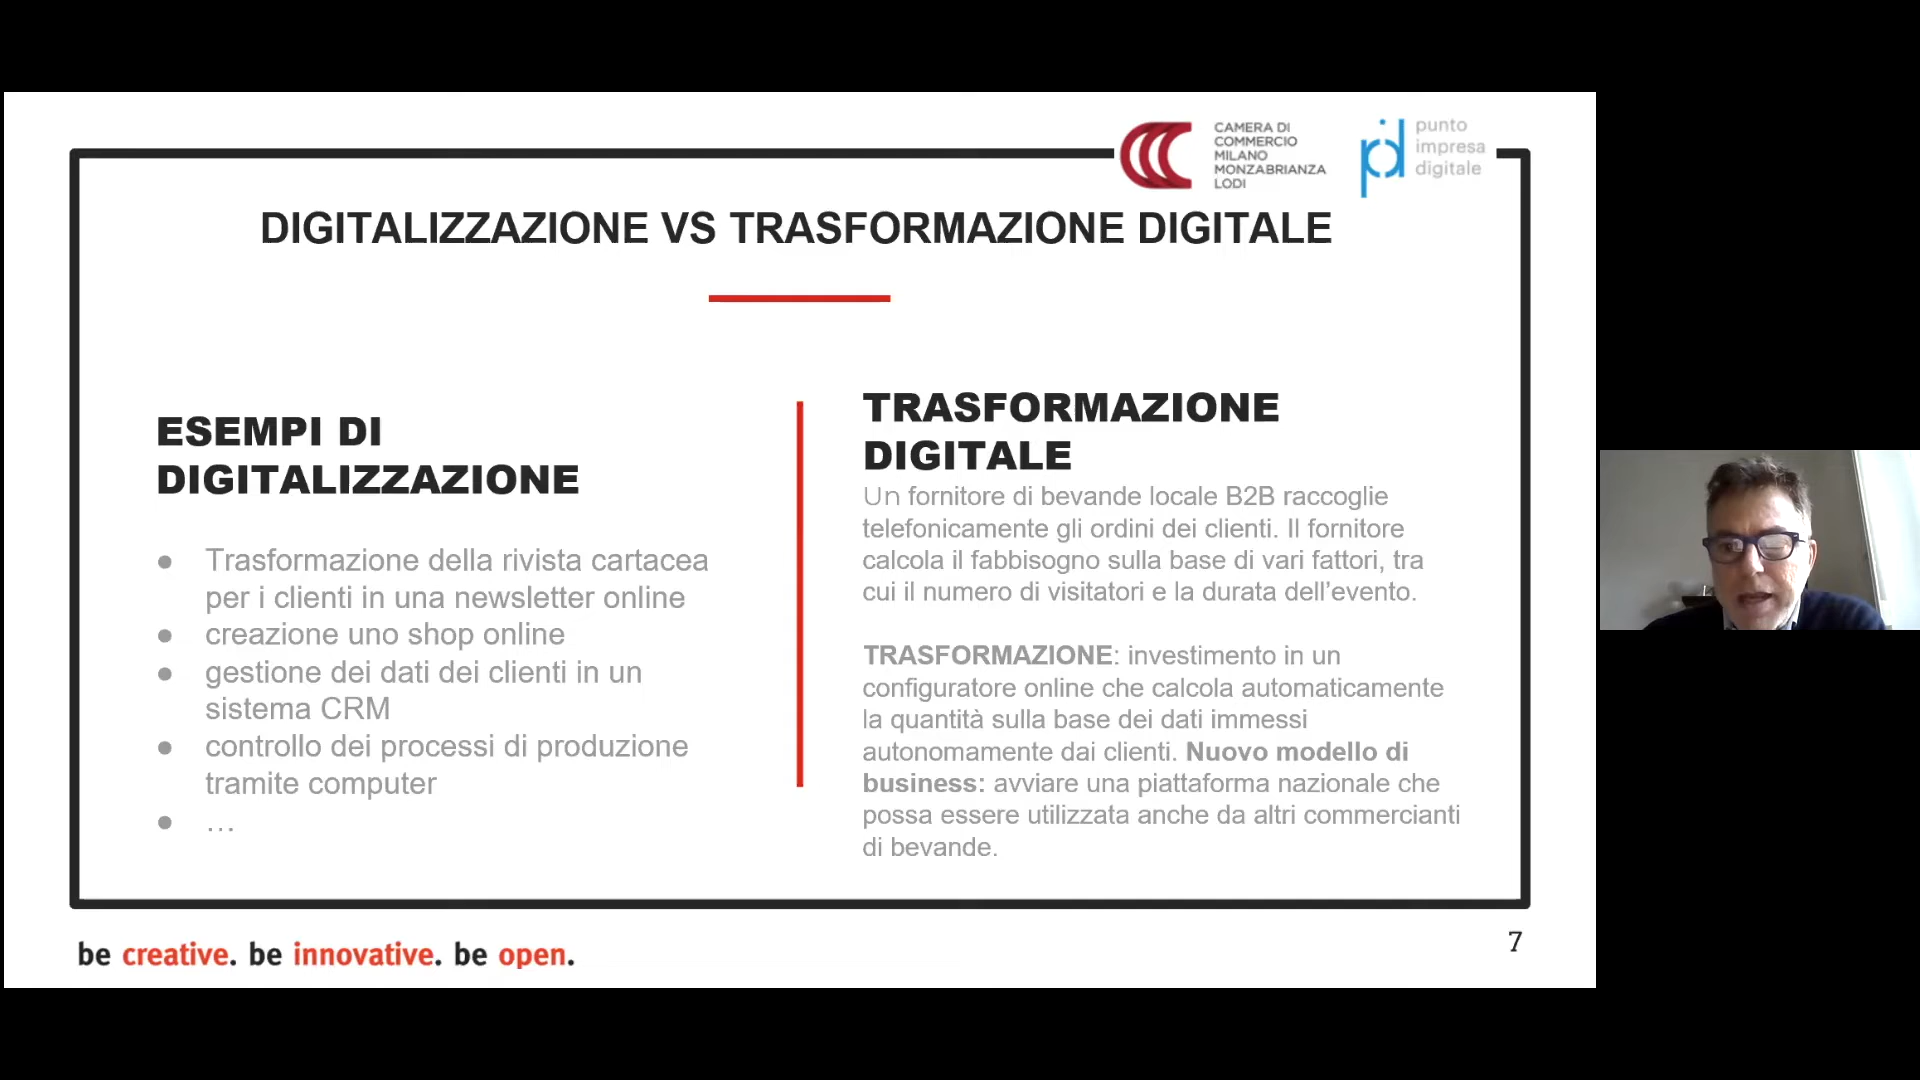 CAMERA DI
COMMERCIO
MILANO
MONZABRIANZA
LODI
punto
impresa
digitale
DIGITALIZZAZIONE VS TRASFORMAZIONE DIGITALE
ESEMPI DI
DIGITALIZZAZIONE
● Trasformazione della rivista cartacea
per i clienti in una newsletter online
● creazione uno shop online
● gestione dei dati dei clienti in un
sistema CRM
● controllo dei processi di produzione
tramite computer
● …
TRASFORMAZIONE
DIGITALE
Un fornitore di bevande locale B2B raccoglie
telefonicamente gli ordini dei clienti. Il fornitore
calcola il fabbisogno sulla base di vari fattori, tra
cui il numero di visitatori e la durata dell’evento.
TRASFORMAZIONE: investimento in un
configuratore online che calcola automaticamente
la quantità sulla base dei dati immessi
autonomamente dai clienti. Nuovo modello di
business: avviare una piattaforma nazionale che
possa essere utilizzata anche da altri commercianti
di bevande.
be creative. be innovative. be open.
7